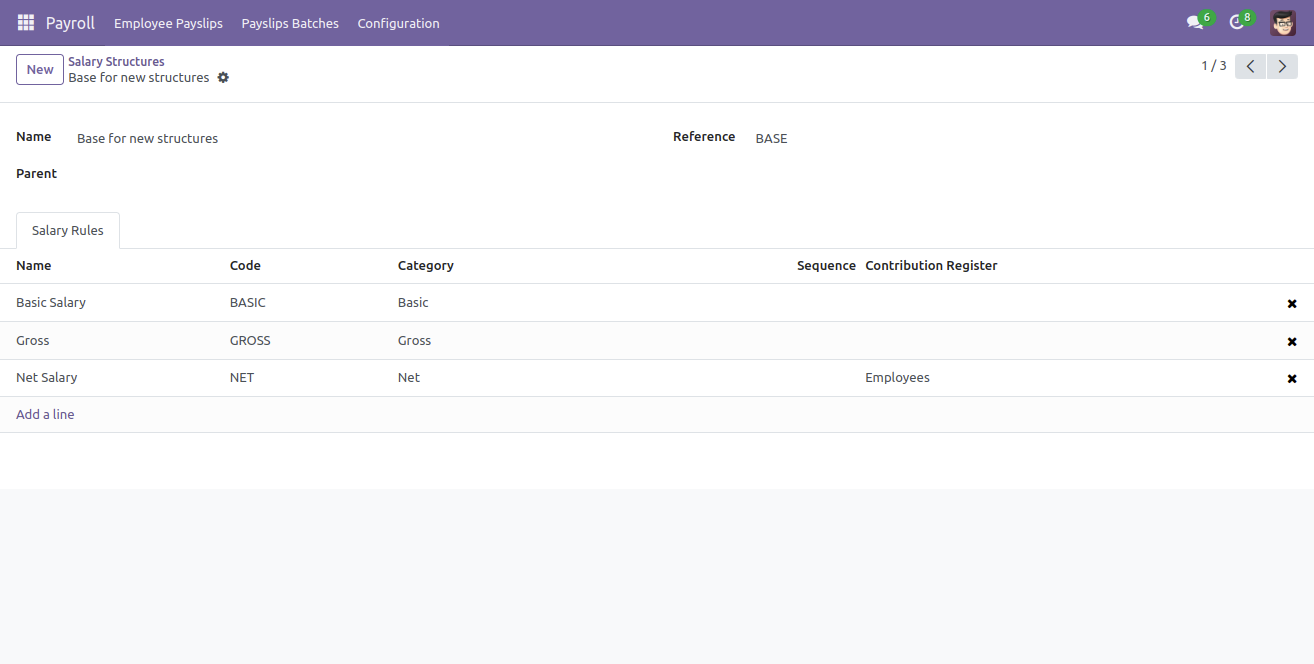 Payroll Employee Payslips Payslips Batches Configuration 6 8
New Salary Structures 1 / 3
Base for new structures
Name Base for new structures Reference BASE
Parent
Salary Rules
Name Code Category Sequence Contribution Register
Basic Salary BASIC Basic
Gross GROSS Gross
Net Salary NET Net Employees
Add a line